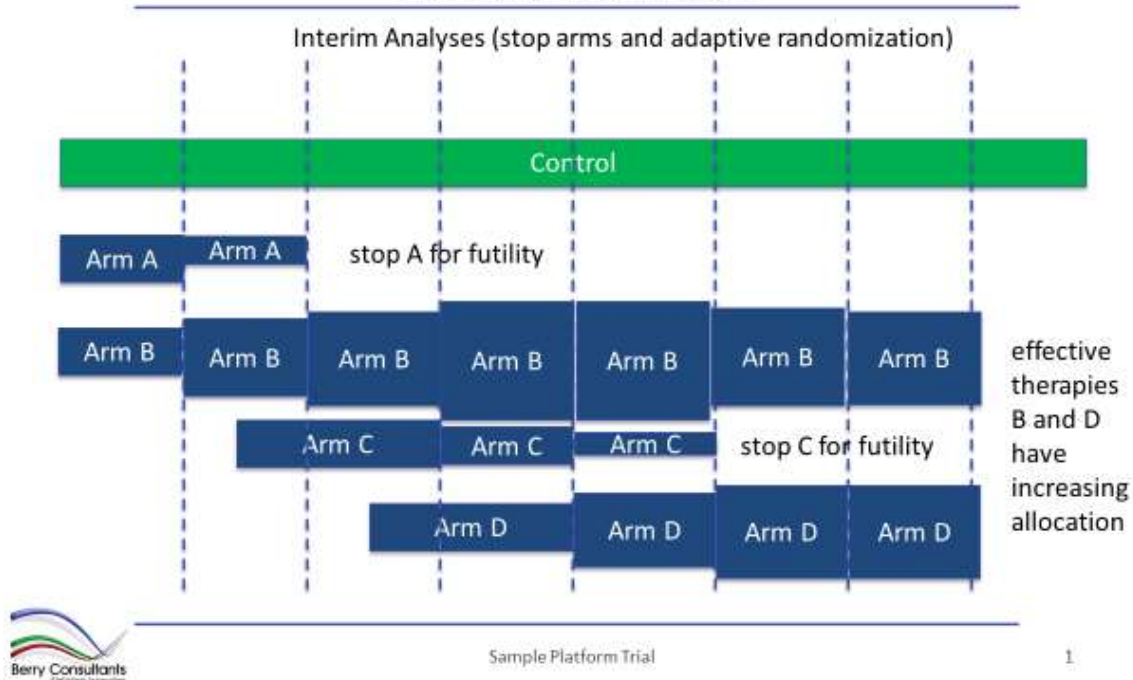 Interim Analyses (stop arms and adaptive randomization)
Control
Arm A
Arm A
stop A for futility
Arm B
Arm B
Arm B
Arm B
Arm B
Arm B
Arm B
effective
therapies
B and D
have
increasing
allocation
Arm C
Arm C
Arm C
stop C for futility
Arm D
Arm D
Arm D
Arm D
Berry Consultants
Sample Platform Trial
1